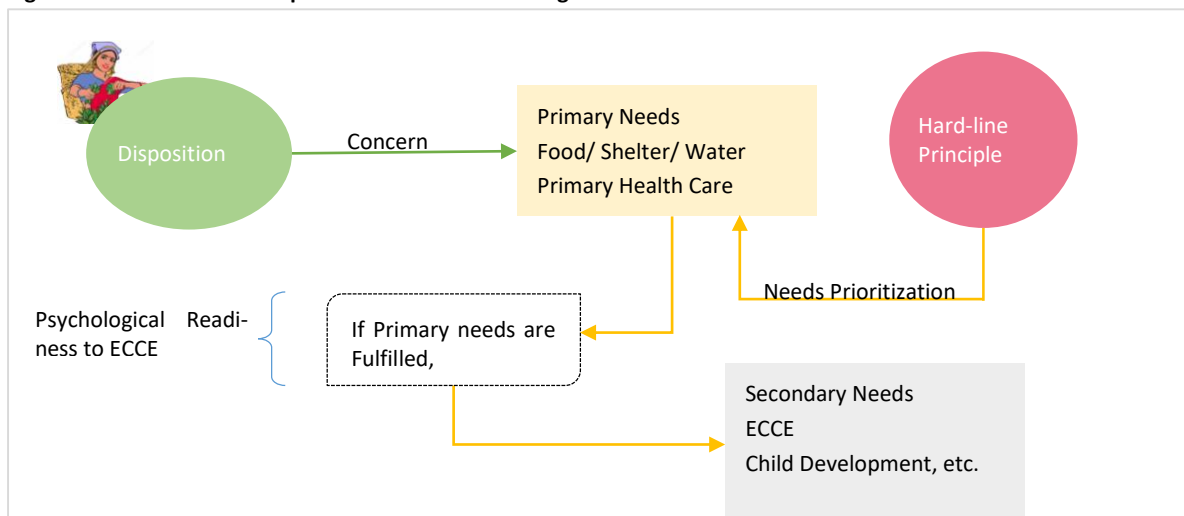 Disposition
Concern
Primary Needs
Food/ Shelter/ Water
Primary Health Care
Hard-line
Principle
Needs Prioritization
Psychological Readi-
ness to ECCE
If Primary needs are
Fulfilled,
Secondary Needs
ECCE
Child Development, etc.